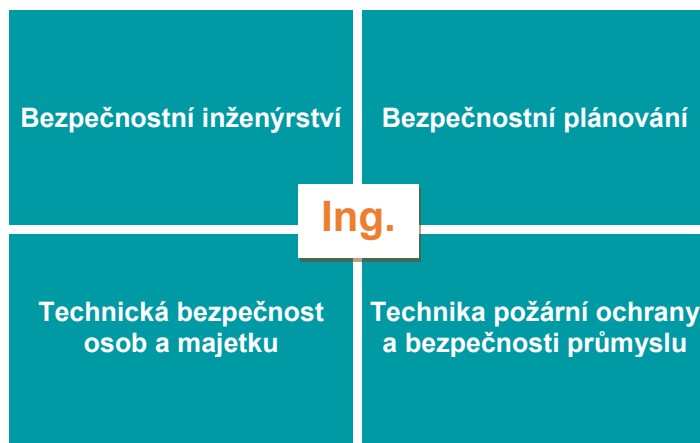 Bezpečnostní inženýrství
Bezpečnostní plánování
Ing.
Technická bezpečnost
osob a majetku
Technika požární ochrany
a bezpečnosti průmyslu